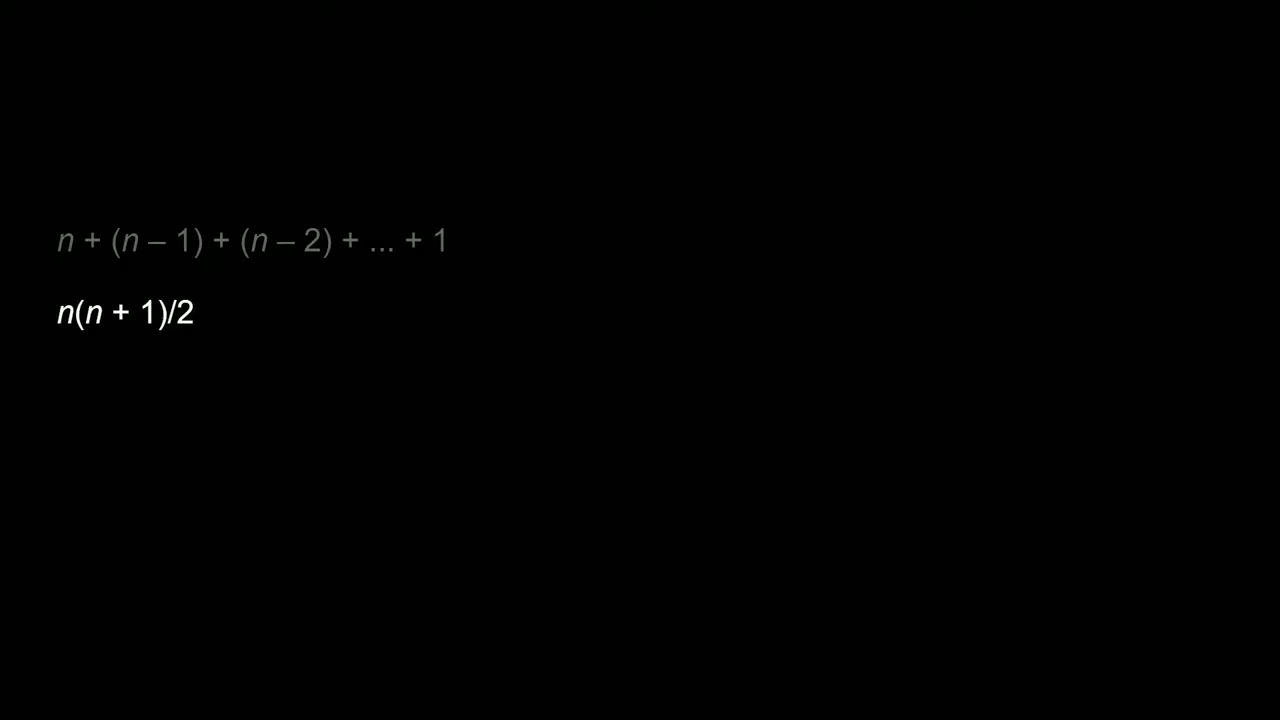 n + (n – 1) + (n – 2) + ... + 1
n(n + 1)/2